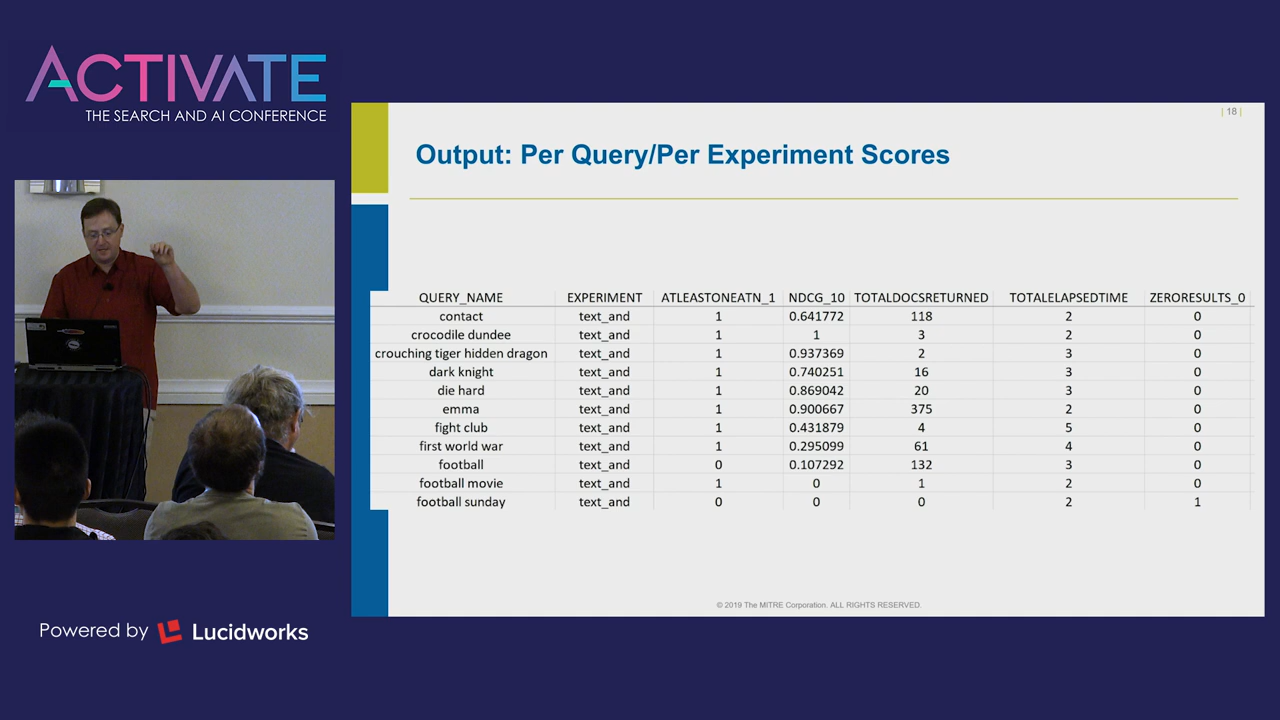 ACTIVATE
THE SEARCH AND AI CONFERENCE
| 18 |
Output: Per Query/Per Experiment Scores
QUERY_NAME EXPERIMENT ATLEASTONEATN_1 NDCG_10 TOTALDOCSRETURNED TOTALELAPSEDTIME ZERORESULTS_0
contact text_and 1 0.641772 118 2 0
crocodile dundee text_and 1 1 3 2 0
crouching tiger hidden dragon text_and 1 0.937369 2 3 0
dark knight text_and 1 0.740251 16 3 0
die hard text_and 1 0.869042 20 3 0
emma text_and 1 0.900667 375 2 0
fight club text_and 1 0.431879 4 5 0
first world war text_and 1 0.295099 61 4 0
football text_and 0 0.107292 132 3 0
football movie text_and 1 0 1 2 0
football sunday text_and 0 0 0 2 1
© 2019 The MITRE Corporation. ALL RIGHTS RESERVED.
Powered by Lucidworks